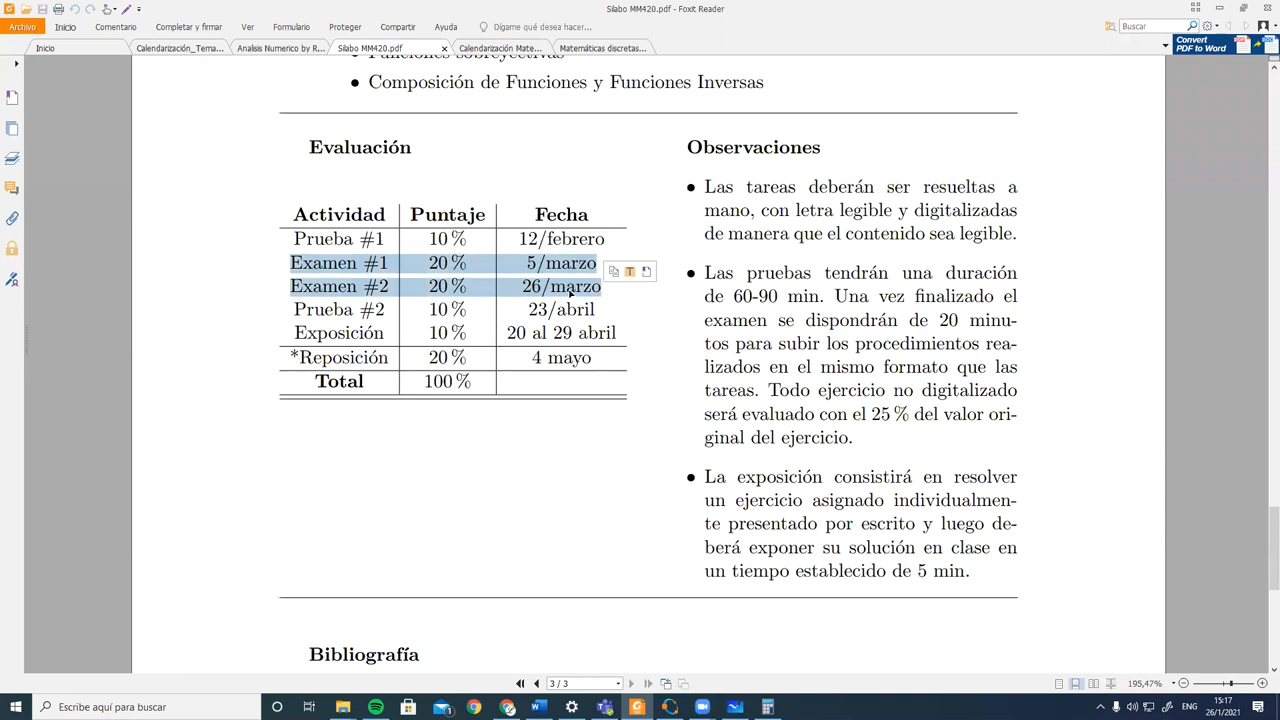 Silabo MM420.pdf - Foxit Reader
Archivo Inicio Comentario Completar y firmar Ver Formulario Proteger Compartir Ayuda Dígame qué desea hacer... Buscar
Inicio Calendarización_Tema... Analisis Numerico by R... Silabo MM420.pdf Calendarización Mate... Matemáticas discretas...
Convert
PDF to Word
Funciones sobreyectivas
• Composición de Funciones y Funciones Inversas
Evaluación
Actividad Puntaje Fecha
Prueba #1 10 % 12/febrero
Examen #1 20 % 5/marzo
Examen #2 20 % 26/marzo
Prueba #2 10 % 23/abril
Exposición 10 % 20 al 29 abril
*Reposición 20 % 4 mayo
Total 100 %
Observaciones
• Las tareas deberán ser resueltas a
mano, con letra legible y digitalizadas
de manera que el contenido sea legible.
• Las pruebas tendrán una duración
de 60-90 min. Una vez finalizado el
examen se dispondrán de 20 minu-
tos para subir los procedimientos rea-
lizados en el mismo formato que las
tareas. Todo ejercicio no digitalizado
será evaluado con el 25 % del valor ori-
ginal del ejercicio.
• La exposición consistirá en resolver
un ejercicio asignado individualmen-
te presentado por escrito y luego de-
berá exponer su solución en clase en
un tiempo establecido de 5 min.
Bibliografía
3 / 3
195,47%
Escribe aquí para buscar
15:17
26/1/2021